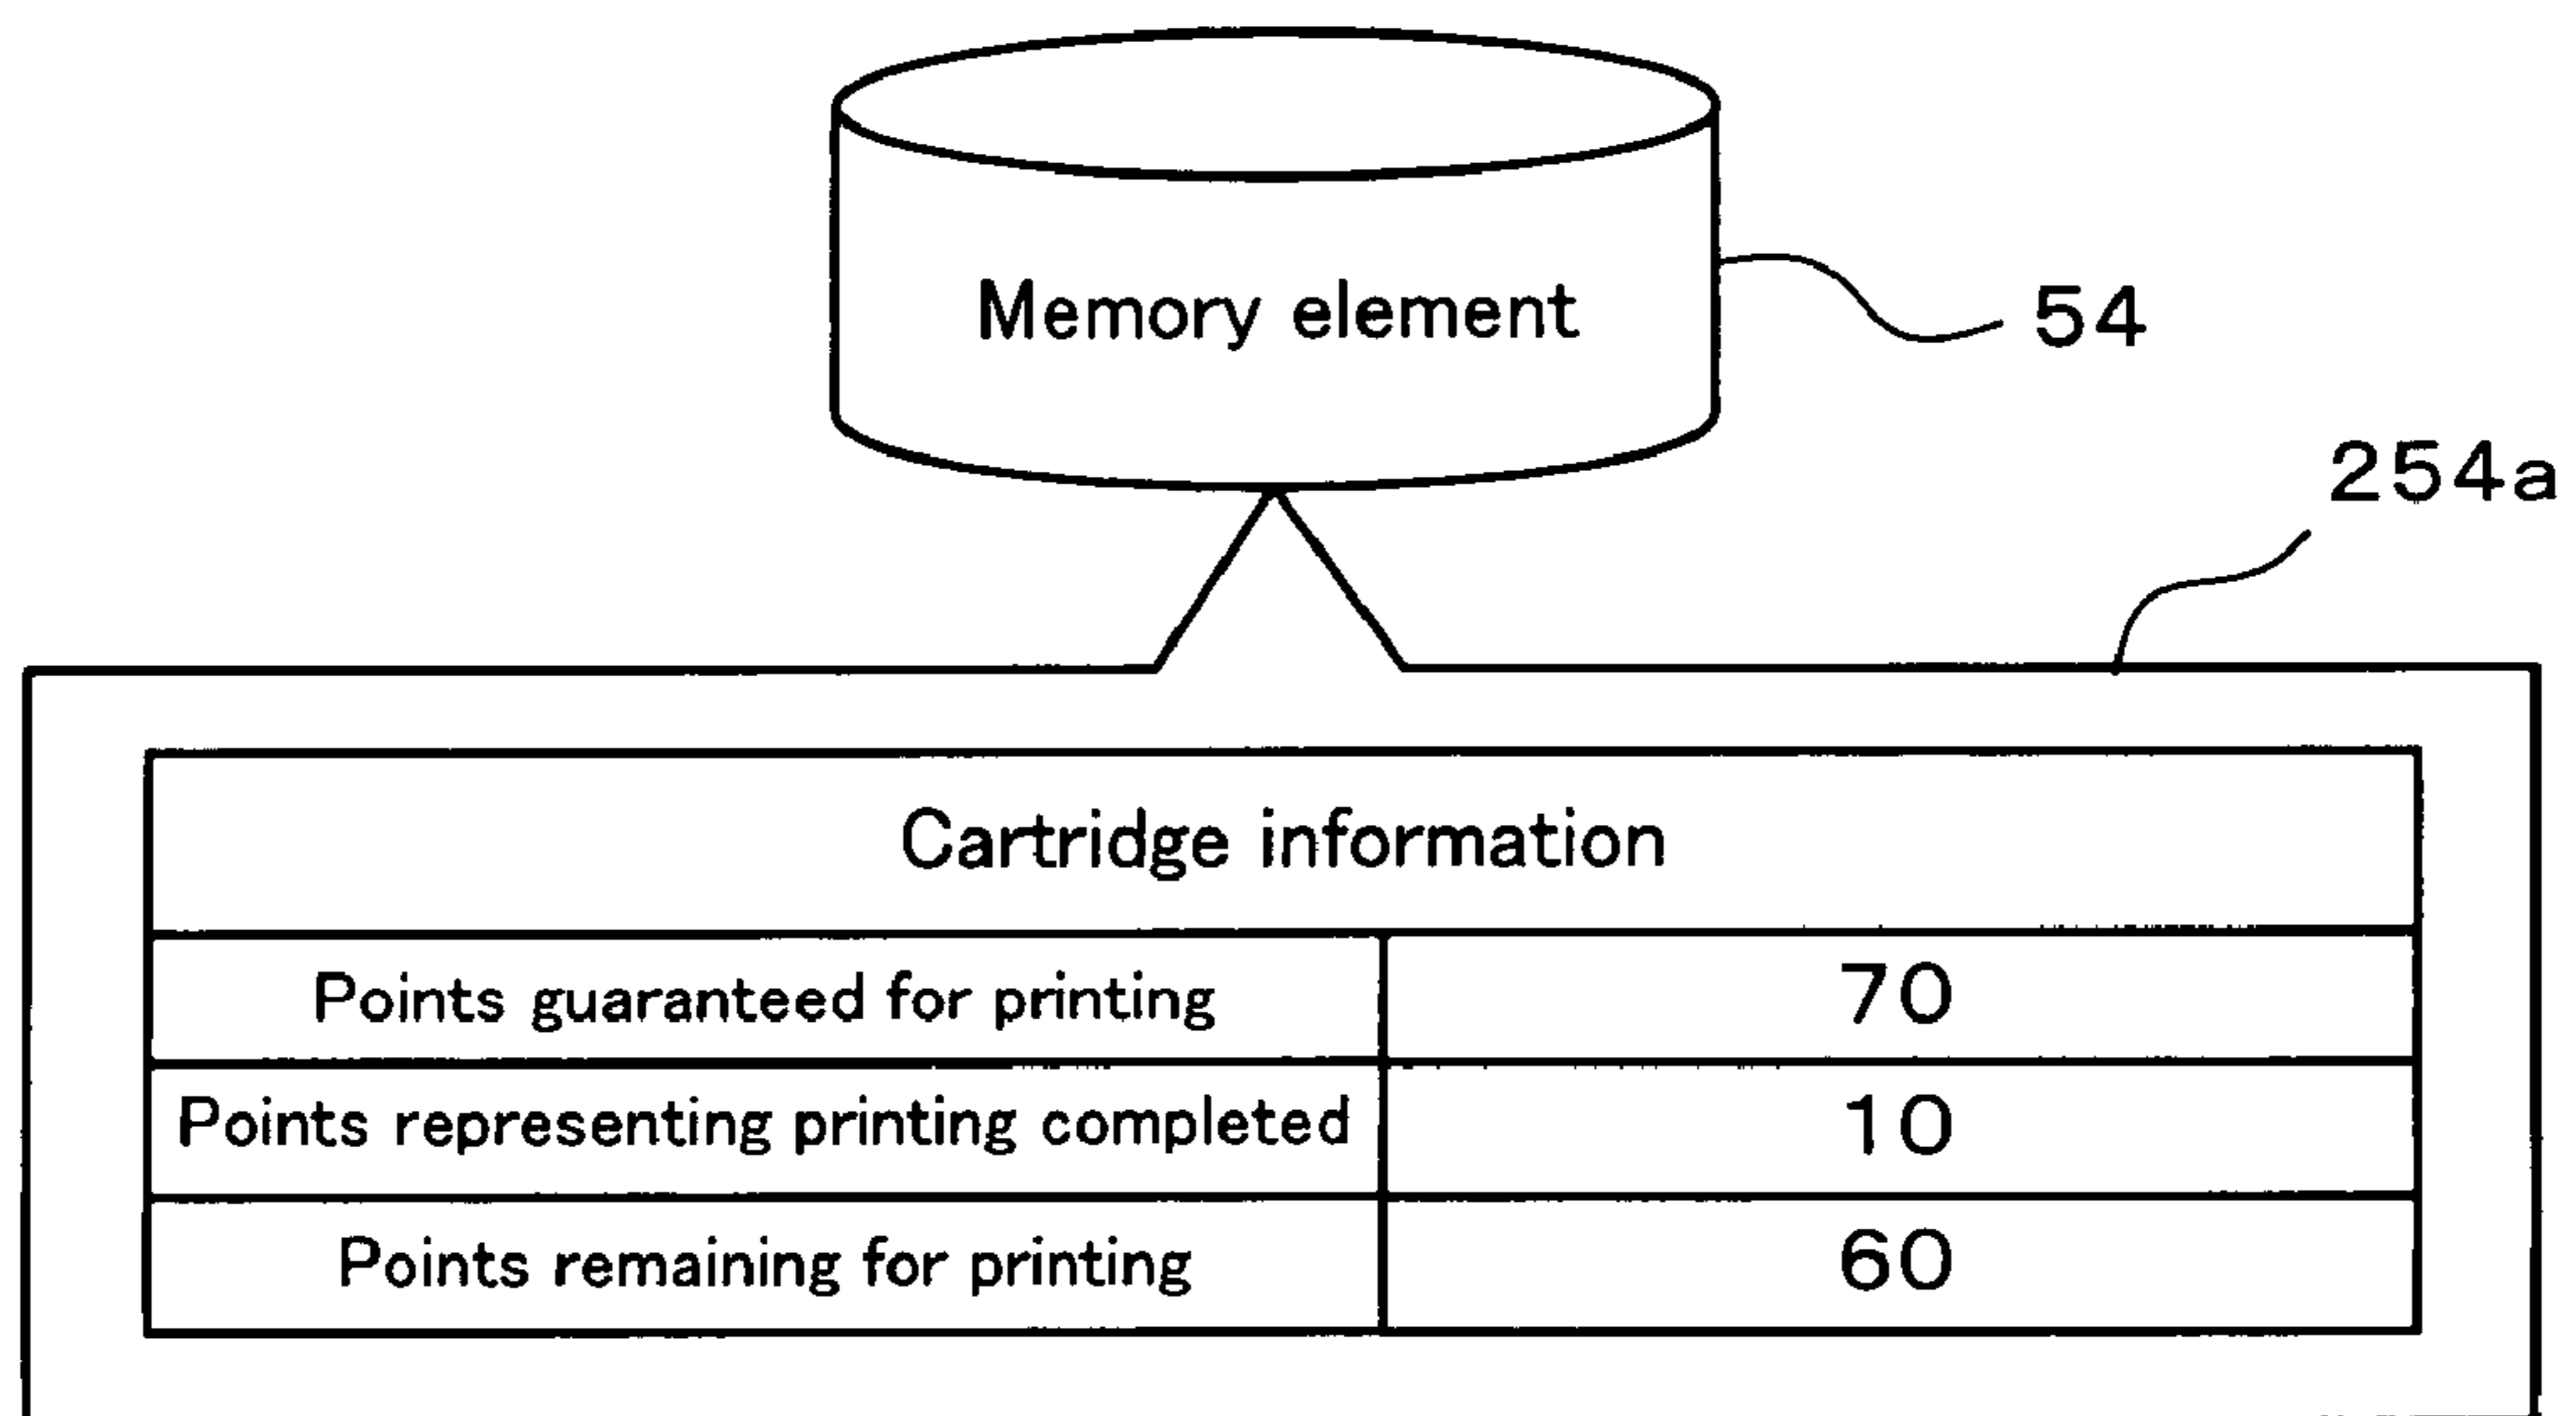 Memory element
54
254a
Cartridge information
Points guaranteed for printing 70
Points representing printing completed 10
Points remaining for printing 60